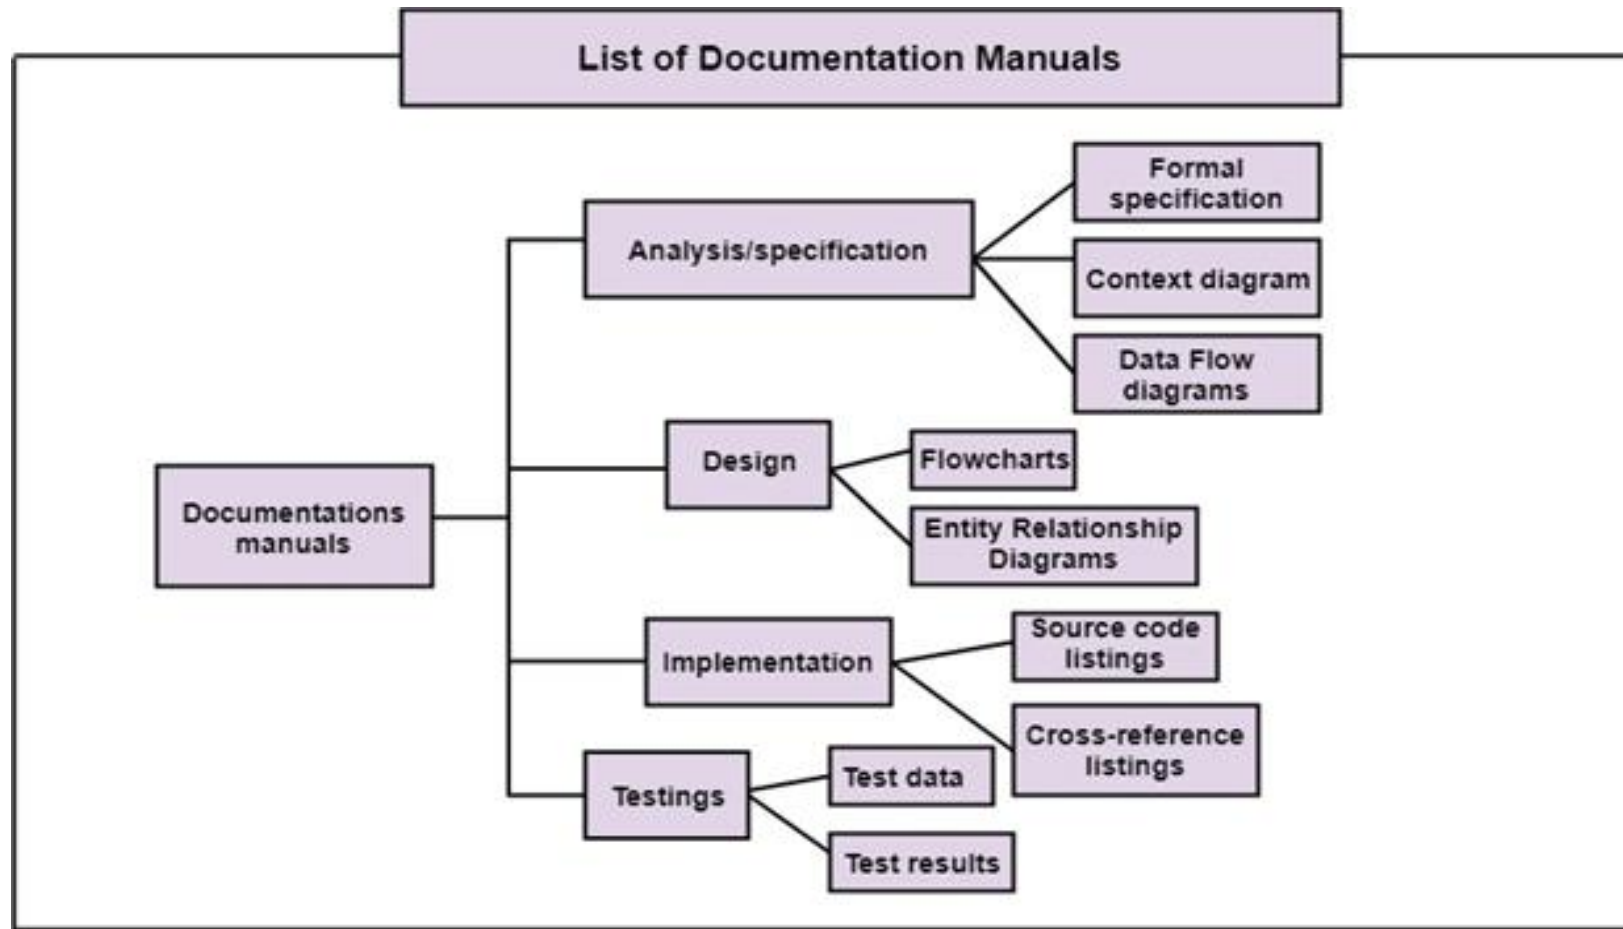 List of Documentation Manuals
Formal
specification
Analysis/specification
Context diagram
Data Flow
diagrams
Design
Flowcharts
Entity Relationship
Diagrams
Documentations
manuals
Implementation
Source code
listings
Cross-reference
listings
Testings
Test data
Test results